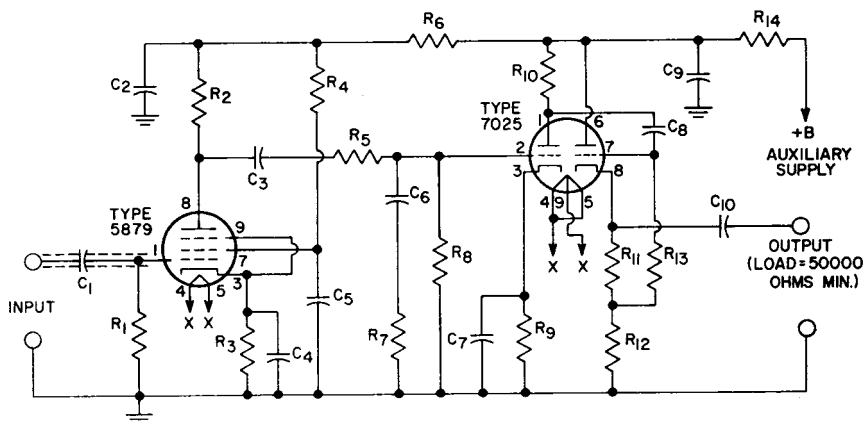 R6
R14
C2
R2
R4
R10
TYPE
7025
1
6
C9
C8
+B
AUXILIARY
SUPPLY
C3
R5
2
7
3
8
C6
4
9
5
C10
TYPE
5879
8
9
7
3
1
4
5
C1
INPUT
X
X
R1
R3
C4
C5
R7
R8
C7
R9
X
X
R11
R13
R12
OUTPUT
(LOAD=50000
OHMS MIN.)